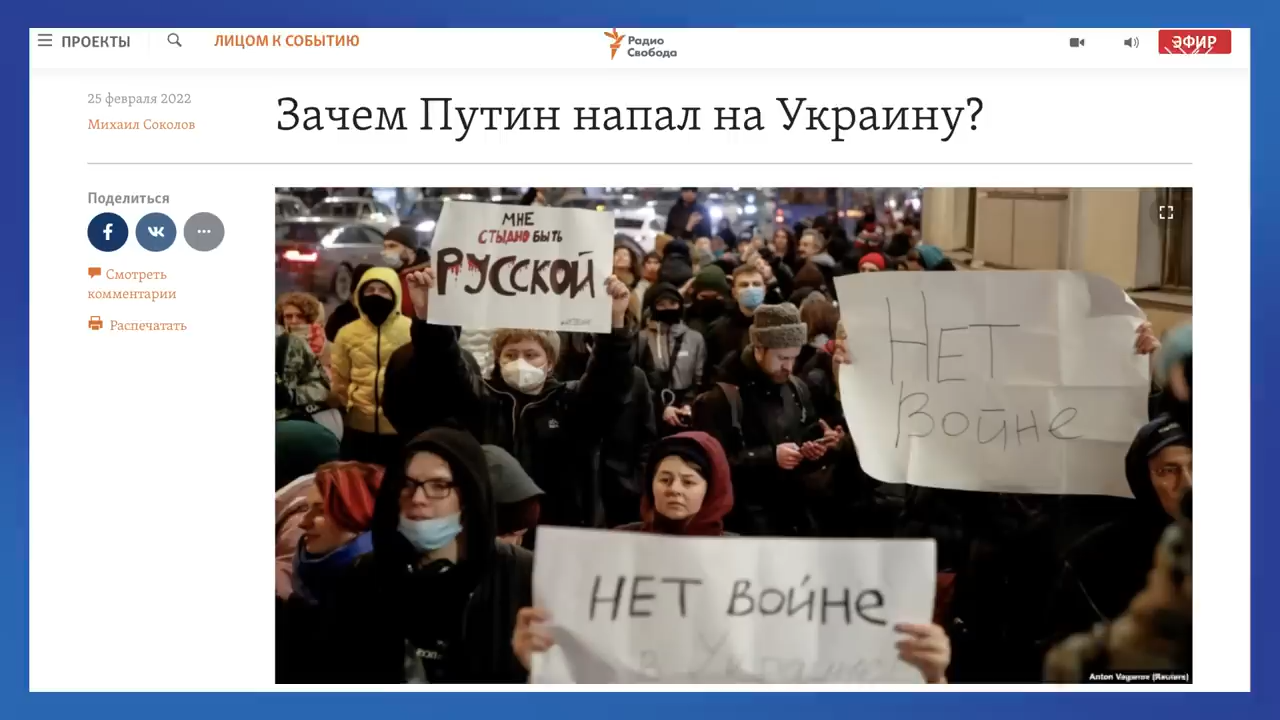 ПРОЕКТЫ
ЛИЦОМ К СОБЫТИЮ
Радио
Свобода
ЭФИР
25 февраля 2022
Михаил Соколов
Зачем Путин напал на Украину?
Поделиться
Смотреть
комментарии
Распечатать
МНЕ
СТЫДНО БЫТЬ
РУССКОЙ
НЕТ
Войне
НЕТ ВОЙНЕ
в Украине
Anton Vaganov (Reuters)